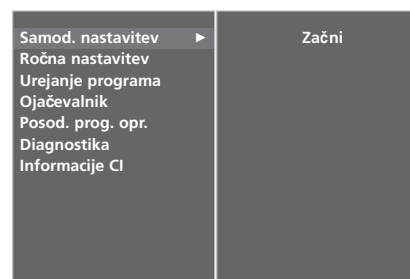 Samod. nastavitev ► Začni
Ročna nastavitev
Urejanje programa
Ojačevalnik
Posod. prog. opr.
Diagnostika
Informacije CI